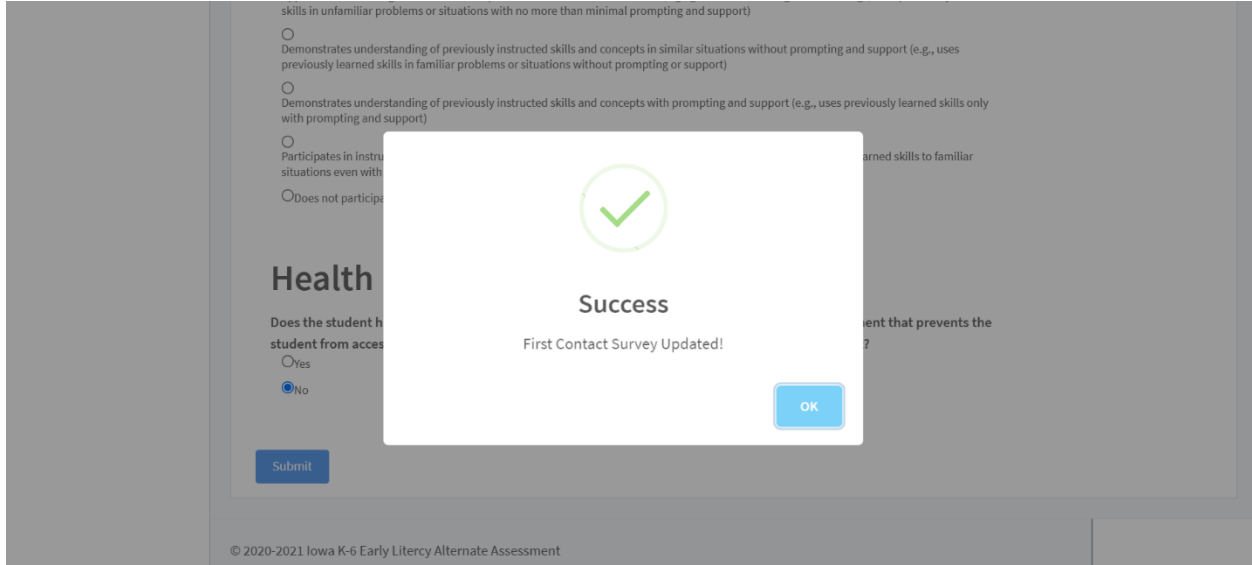 skills in unfamiliar problems or situations with no more than minimal prompting and support)
Demonstrates understanding of previously instructed skills and concepts in similar situations without prompting and support (e.g., uses
previously learned skills in familiar problems or situations without prompting or support)
Demonstrates understanding of previously instructed skills and concepts with prompting and support (e.g., uses previously learned skills only
with prompting and support)
Participates in instru arned skills to familiar
situations even with
Does not participa
Health
Success
Does the student h ent that prevents the
First Contact Survey Updated!
student from acces ?
Yes
No
OK
Submit
© 2020-2021 Iowa K-6 Early Litercy Alternate Assessment